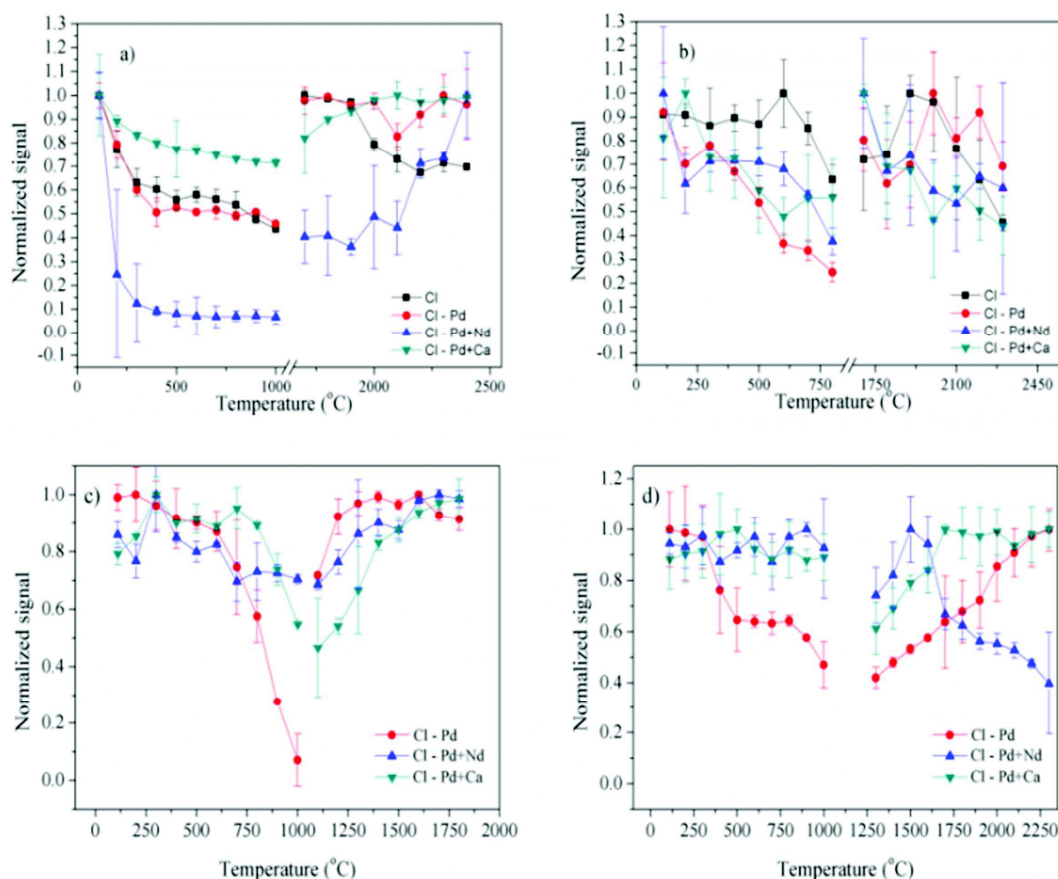 a)
Normalized signal
1.3
1.2
1.1
1.0
0.9
0.8
0.7
0.6
0.5
0.4
0.3
0.2
0.1
0.0
-0.1
Cl
Cl - Pd
Cl - Pd+Nd
Cl - Pd+Ca
0 500 1000 2000 2500
Temperature (°C)
b)
Normalized signal
1.3
1.2
1.1
1.0
0.9
0.8
0.7
0.6
0.5
0.4
0.3
0.2
0.1
0.0
-0.1
Cl
Cl - Pd
Cl - Pd+Nd
Cl - Pd+Ca
0 250 500 750 1750 2100 2450
Temperature (°C)
c)
Normalized signal
1.0
0.8
0.6
0.4
0.2
0.0
Cl - Pd
Cl - Pd+Nd
Cl - Pd+Ca
0 250 500 750 1000 1250 1500 1750 2000
Temperature (°C)
d)
Normalized signal
1.2
1.0
0.8
0.6
0.4
0.2
0.0
Cl - Pd
Cl - Pd+Nd
Cl - Pd+Ca
0 250 500 750 1000 1250 1500 1750 2000 2250
Temperature (°C)